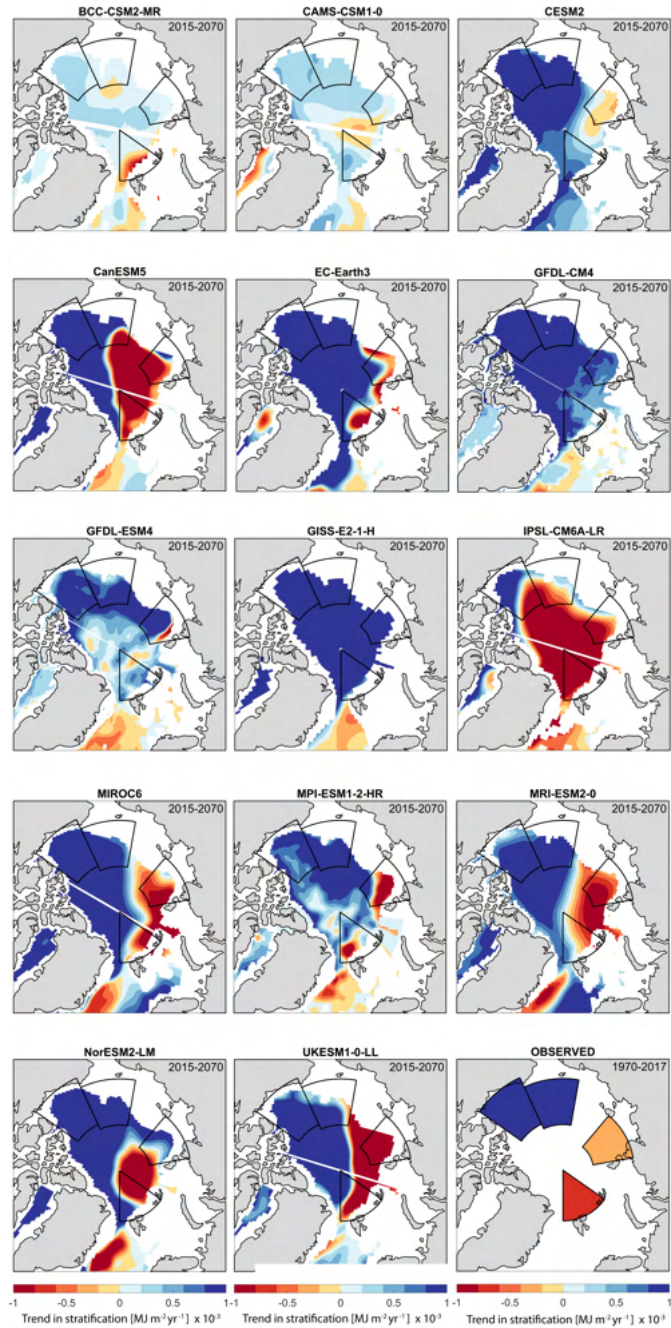 BCC-CSM2-MR
CAMS-CSM1-0
CESM2
2015-2070
2015-2070
2015-2070
CanESM5
EC-Earth3
GFDL-CM4
2015-2070
2015-2070
2015-2070
GFDL-ESM4
GISS-E2-1-H
IPSL-CM6A-LR
2015-2070
2015-2070
2015-2070
MIROC6
MPI-ESM1-2-HR
MRI-ESM2-0
2015-2070
2015-2070
2015-2070
NorESM2-LM
UKESM1-0-LL
OBSERVED
2015-2070
2015-2070
1970-2017
-1 -0.5 0 0.5 1
-1 -0.5 0 0.5 1
-1 -0.5 0 0.5 1
Trend in stratification [MJ m⁻² yr⁻¹] x 10⁻³
Trend in stratification [MJ m⁻² yr⁻¹] x 10⁻³
Trend in stratification [MJ m⁻² yr⁻¹] x 10⁻³